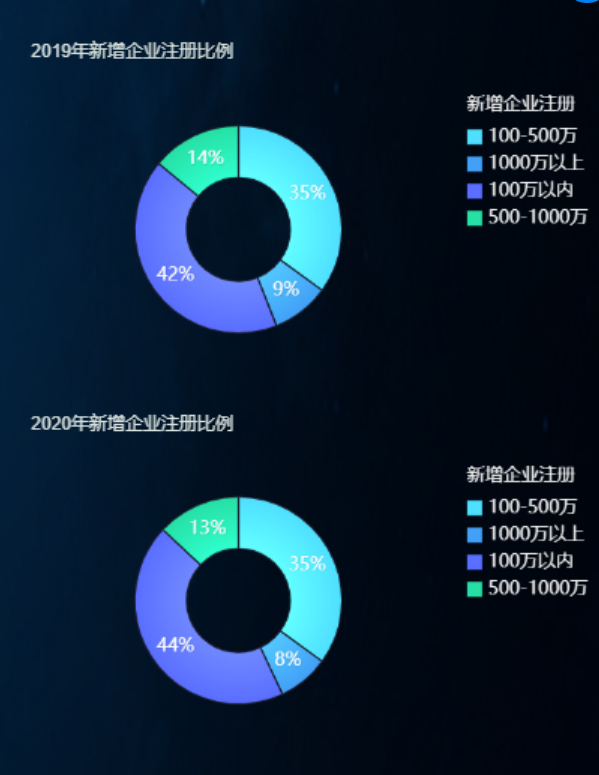 2019年新增企业注册比例
新增企业注册
100-500万
1000万以上
100万以内
500-1000万
14%
35%
42%
9%
2020年新增企业注册比例
新增企业注册
100-500万
1000万以上
100万以内
500-1000万
13%
35%
44%
8%